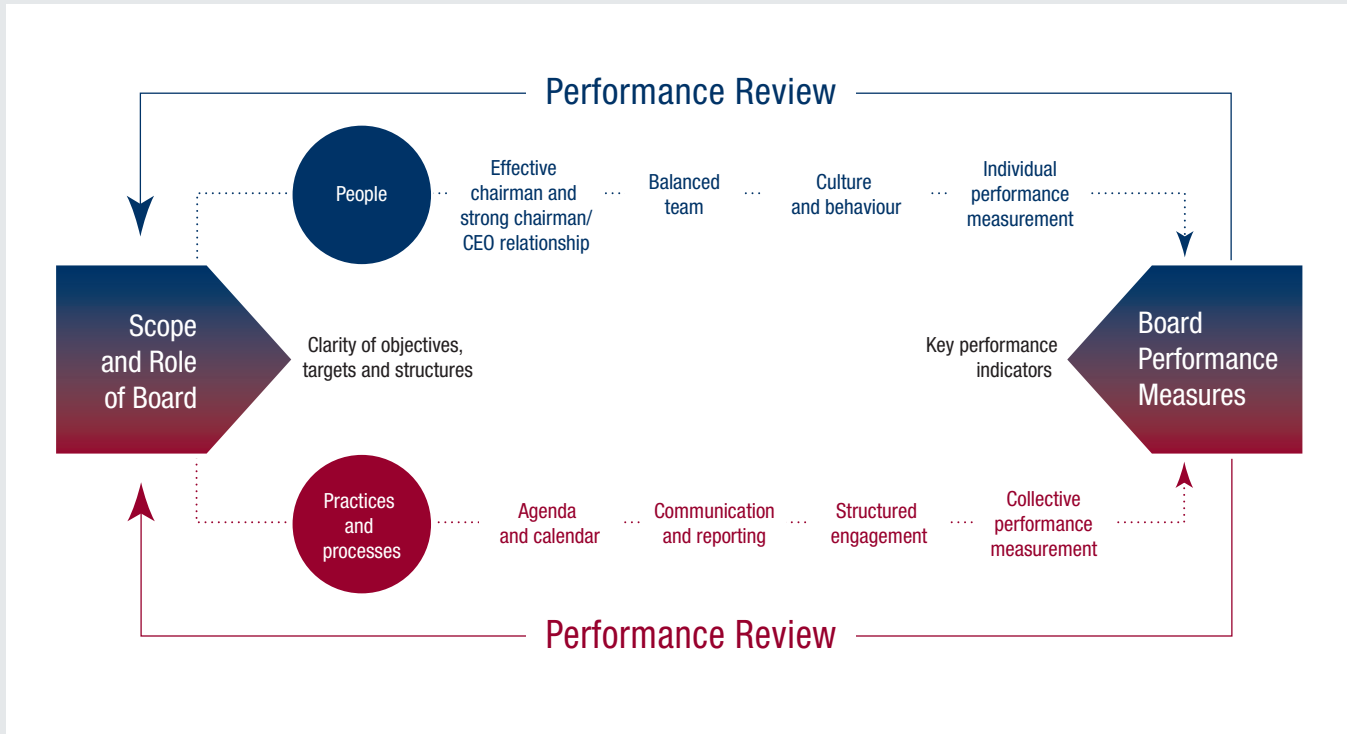 Performance Review
People
Effective
chairman and
strong chairman/
CEO relationship
Balanced
team
Culture
and behaviour
Individual
performance
measurement
Scope
and Role
of Board
Clarity of objectives,
targets and structures
Key performance
indicators
Board
Performance
Measures
Practices
and
processes
Agenda
and calendar
Communication
and reporting
Structured
engagement
Collective
performance
measurement
Performance Review